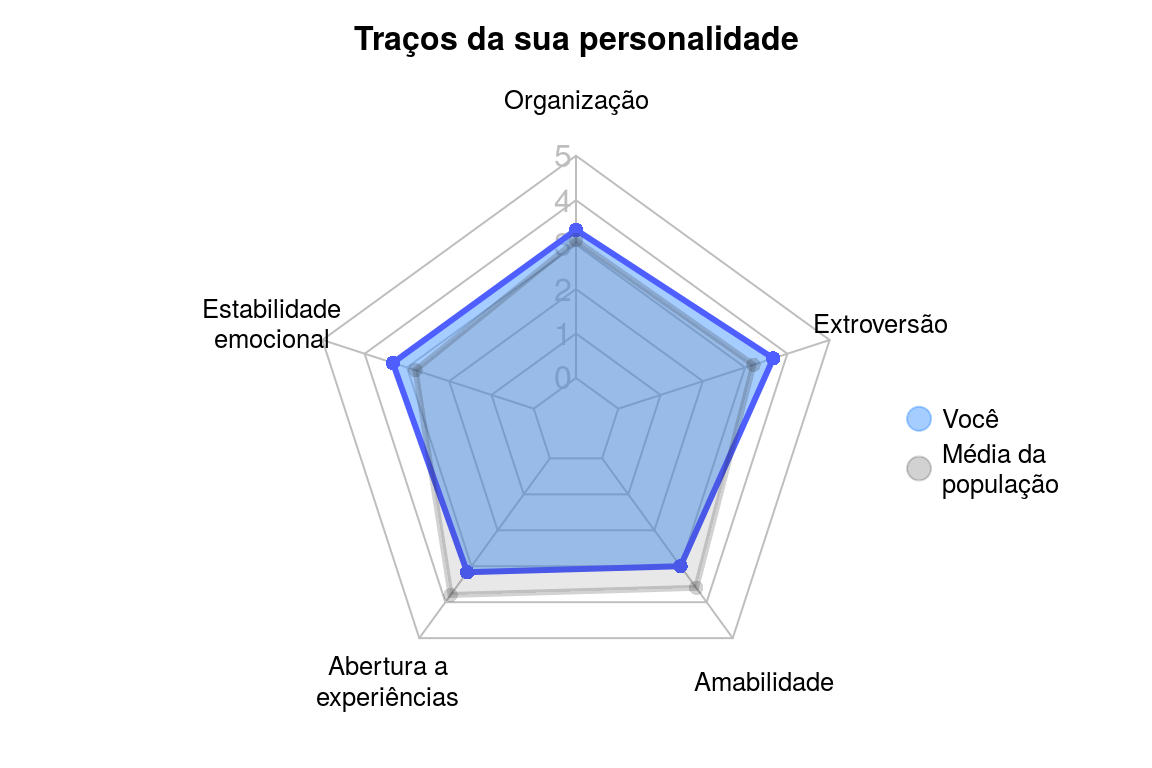 Traços da sua personalidade
Organização
5
4
3
2
1
0
Estabilidade
emocional
Extroversão
Você
Média da
população
Abertura a
experiências
Amabilidade